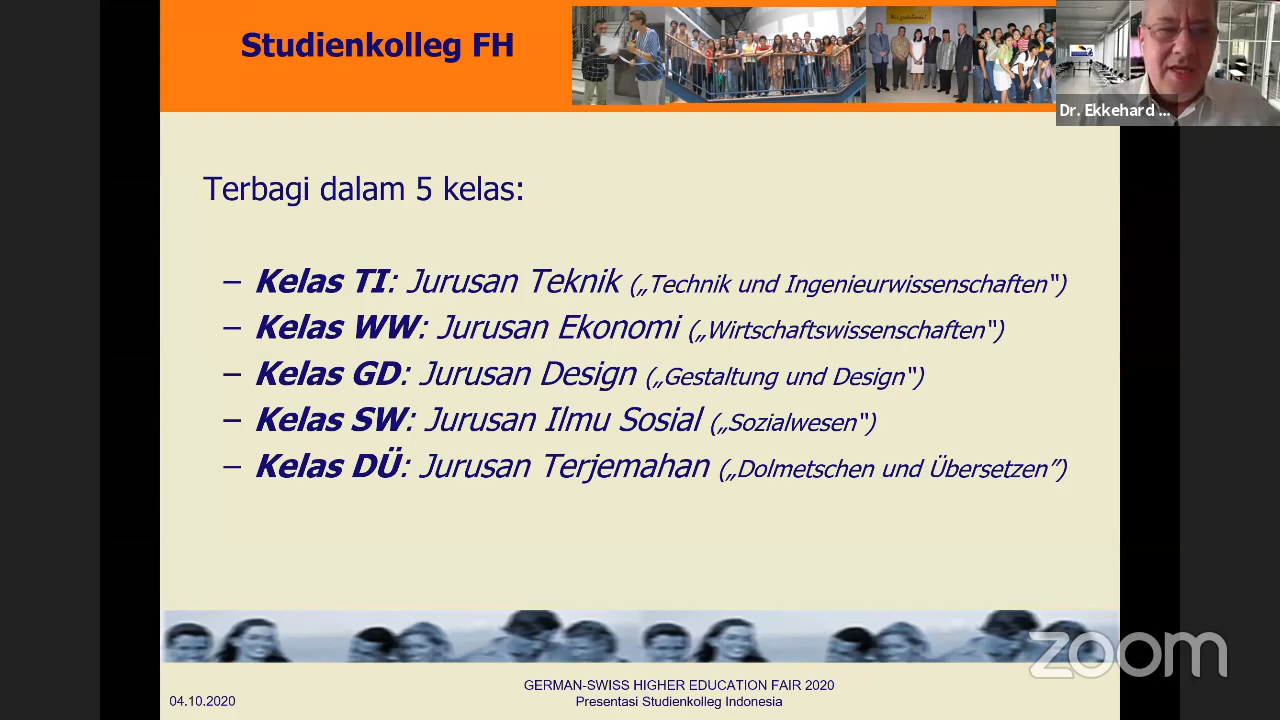 Studienkolleg FH
Dr. Ekkehard ...
Terbagi dalam 5 kelas:
– Kelas TI: Jurusan Teknik („Technik und Ingenieurwissenschaften")
– Kelas WW: Jurusan Ekonomi („Wirtschaftswissenschaften")
– Kelas GD: Jurusan Design („Gestaltung und Design")
– Kelas SW: Jurusan Ilmu Sosial („Sozialwesen")
– Kelas DÜ: Jurusan Terjemahan („Dolmetschen und Übersetzen”)
zoom
GERMAN-SWISS HIGHER EDUCATION FAIR 2020
04.10.2020
Presentasi Studienkolleg Indonesia